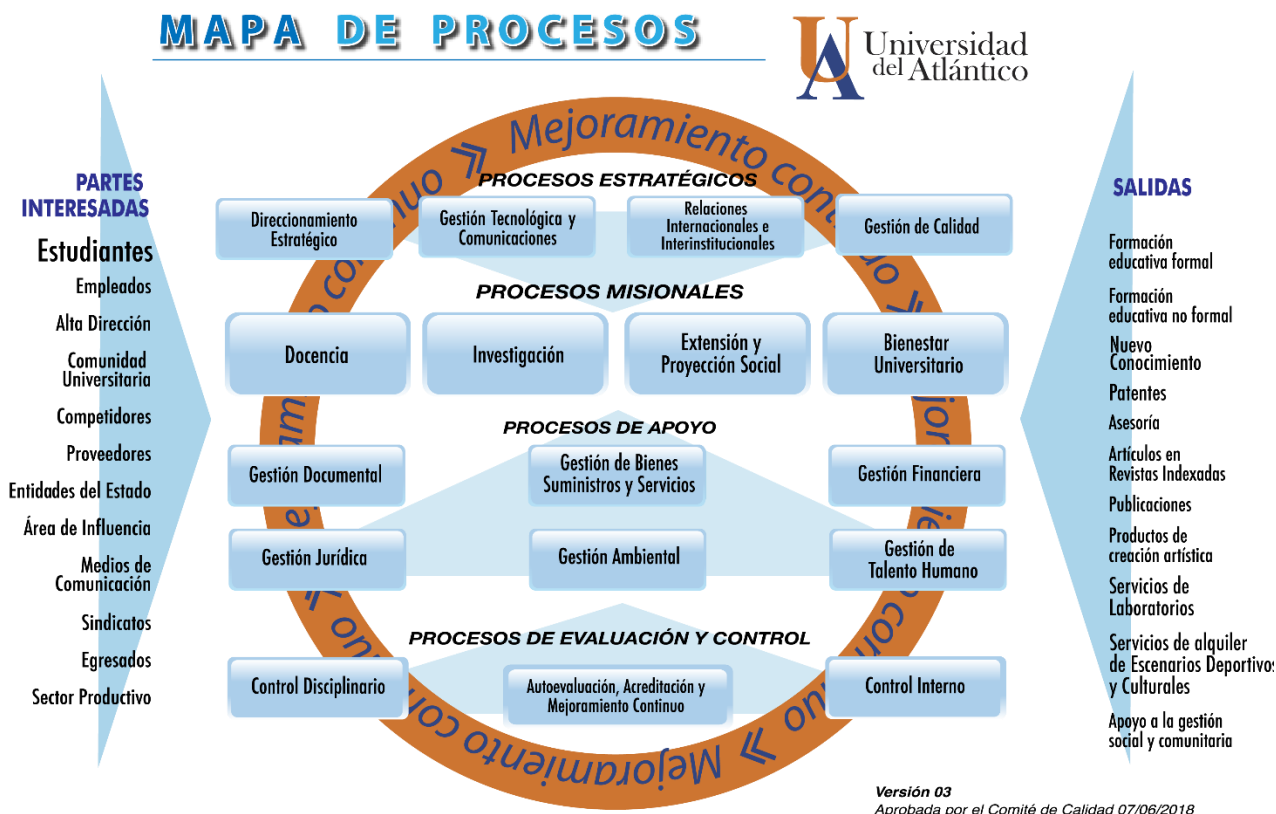 MAPA DE PROCESOS
Universidad
del Atlántico
PARTES
INTERESADAS
Estudiantes
Empleados
Alta Dirección
Comunidad
Universitaria
Competidores
Proveedores
Entidades del Estado
Área de Influencia
Medios de
Comunicación
Sindicatos
Egresados
Sector Productivo
Mejoramiento continuo » Mejoramiento continuo » Mejoramiento continuo » Mejoramiento continuo »
PROCESOS ESTRATÉGICOS
Direccionamiento
Estratégico
Gestión Tecnológica y
Comunicaciones
Relaciones
Internacionales e
Interinstitucionales
Gestión de Calidad
PROCESOS MISIONALES
Docencia
Investigación
Extensión y
Proyección Social
Bienestar
Universitario
PROCESOS DE APOYO
Gestión Documental
Gestión de Bienes
Suministros y Servicios
Gestión Financiera
Gestión Jurídica
Gestión Ambiental
Gestión de
Talento Humano
PROCESOS DE EVALUACIÓN Y CONTROL
Control Disciplinario
Autoevaluación, Acreditación y
Mejoramiento Continuo
Control Interno
SALIDAS
Formación
educativa formal
Formación
educativa no formal
Nuevo
Conocimiento
Patentes
Asesoría
Artículos en
Revistas Indexadas
Publicaciones
Productos de
creación artística
Servicios de
Laboratorios
Servicios de alquiler
de Escenarios Deportivos
y Culturales
Apoyo a la gestión
social y comunitaria
Versión 03
Aprobada por el Comité de Calidad 07/06/2018